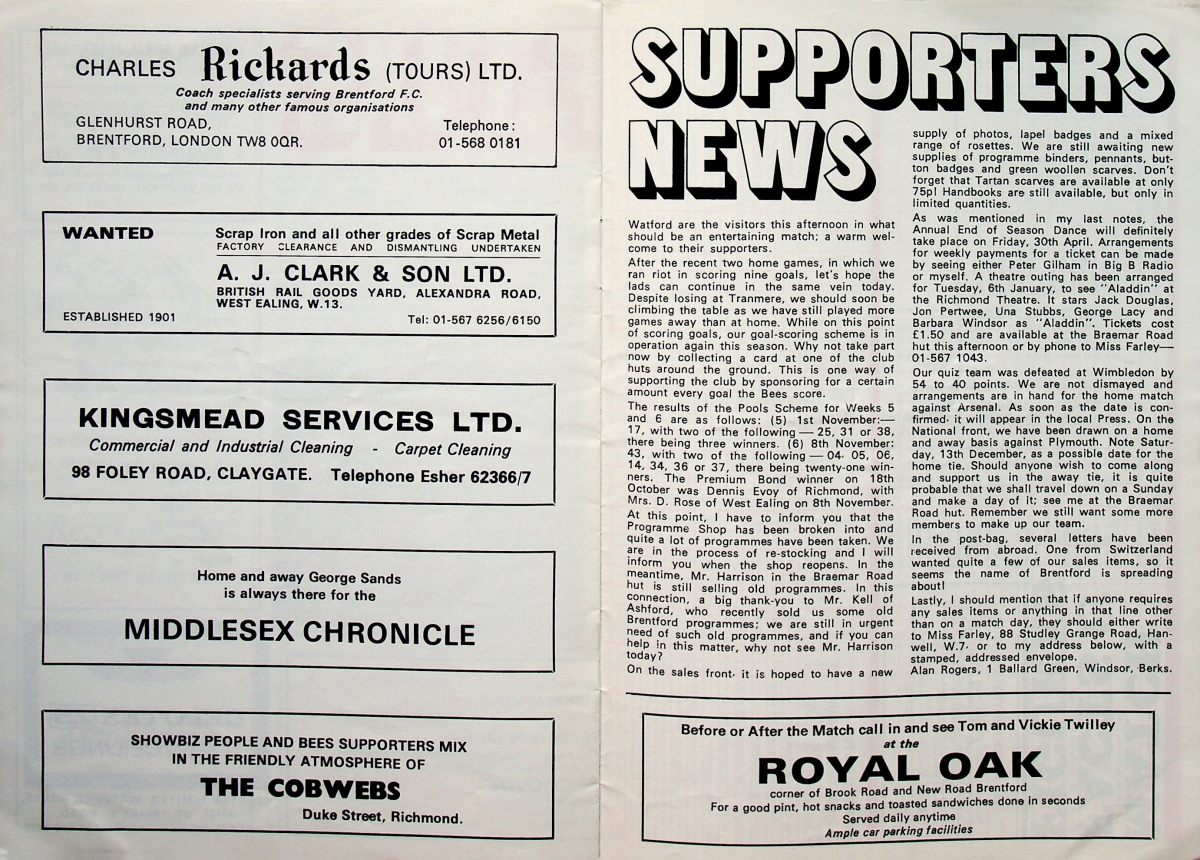 CHARLES Rickards (TOURS) LTD.
Coach specialists serving Brentford F.C.
and many other famous organisations
GLENHURST ROAD,
BRENTFORD, LONDON TW8 0QR.
Telephone:
01-568 0181
WANTED
Scrap Iron and all other grades of Scrap Metal
FACTORY CLEARANCE AND DISMANTLING UNDERTAKEN
A. J. CLARK & SON LTD.
BRITISH RAIL GOODS YARD, ALEXANDRA ROAD,
WEST EALING, W.13.
ESTABLISHED 1901
Tel: 01-567 6256/6150
KINGSMEAD SERVICES LTD.
Commercial and Industrial Cleaning - Carpet Cleaning
98 FOLEY ROAD, CLAYGATE. Telephone Esher 62366/7
Home and away George Sands
is always there for the
MIDDLESEX CHRONICLE
SHOWBIZ PEOPLE AND BEES SUPPORTERS MIX
IN THE FRIENDLY ATMOSPHERE OF
THE COBWEBS
Duke Street, Richmond.
SUPPORTERS
NEWS
Watford are the visitors this afternoon in what
should be an entertaining match; a warm wel-
come to their supporters.
After the recent two home games, in which we
ran riot in scoring nine goals, let's hope the
lads can continue in the same vein today.
Despite losing at Tranmere, we should soon be
climbing the table as we have still played more
games away than at home. While on this point
of scoring goals, our goal-scoring scheme is in
operation again this season. Why not take part
now by collecting a card at one of the club
huts around the ground. This is one way of
supporting the club by sponsoring for a certain
amount every goal the Bees score.
The results of the Pools Scheme for Weeks 5
and 6 are as follows: (5) 1st November:—
17, with two of the following — 25, 31 or 38,
there being three winners. (6) 8th November:
43, with two of the following — 04, 05, 06,
14, 34, 36 or 37, there being twenty-one win-
ners. The Premium Bond winner on 18th
October was Dennis Evoy of Richmond, with
Mrs. D. Rose of West Ealing on 8th November.
At this point, I have to inform you that the
Programme Shop has been broken into and
quite a lot of programmes have been taken. We
are in the process of re-stocking and I will
inform you when the shop reopens. In the
meantime, Mr. Harrison in the Braemar Road
hut is still selling old programmes. In this
connection, a big thank-you to Mr. Kell of
Ashford, who recently sold us some old
Brentford programmes; we are still in urgent
need of such old programmes, and if you can
help in this matter, why not see Mr. Harrison
today?
On the sales front, it is hoped to have a new
supply of photos, lapel badges and a mixed
range of rosettes. We are still awaiting new
supplies of programme binders, pennants, but-
ton badges and green woollen scarves. Don't
forget that Tartan scarves are available at only
75p! Handbooks are still available, but only in
limited quantities.
As was mentioned in my last notes, the
Annual End of Season Dance will definitely
take place on Friday, 30th April. Arrangements
for weekly payments for a ticket can be made
by seeing either Peter Gilham in Big B Radio
or myself. A theatre outing has been arranged
for Tuesday, 6th January, to see "Aladdin" at
the Richmond Theatre. It stars Jack Douglas,
Jon Pertwee, Una Stubbs, George Lacy and
Barbara Windsor as "Aladdin". Tickets cost
£1.50 and are available at the Braemar Road
hut this afternoon or by phone to Miss Farley—
01-567 1043.
Our quiz team was defeated at Wimbledon by
54 to 40 points. We are not dismayed and
arrangements are in hand for the home match
against Arsenal. As soon as the date is con-
firmed, it will appear in the local Press. On the
National front, we have been drawn on a home
and away basis against Plymouth. Note Satur-
day, 13th December, as a possible date for the
home tie. Should anyone wish to come along
and support us in the away tie, it is quite
probable that we shall travel down on a Sunday
and make a day of it; see me at the Braemar
Road hut. Remember we still want some more
members to make up our team.
In the post-bag, several letters have been
received from abroad. One from Switzerland
wanted quite a few of our sales items, so it
seems the name of Brentford is spreading
about!
Lastly, I should mention that if anyone requires
any sales items or anything in that line other
than on a match day, they should either write
to Miss Farley, 88 Studley Grange Road, Han-
well, W.7, or to my address below, with a
stamped, addressed envelope.
Alan Rogers, 1 Ballard Green, Windsor, Berks.
Before or After the Match call in and see Tom and Vickie Twilley
at the
ROYAL OAK
corner of Brook Road and New Road Brentford
For a good pint, hot snacks and toasted sandwiches done in seconds
Served daily anytime
Ample car parking facilities